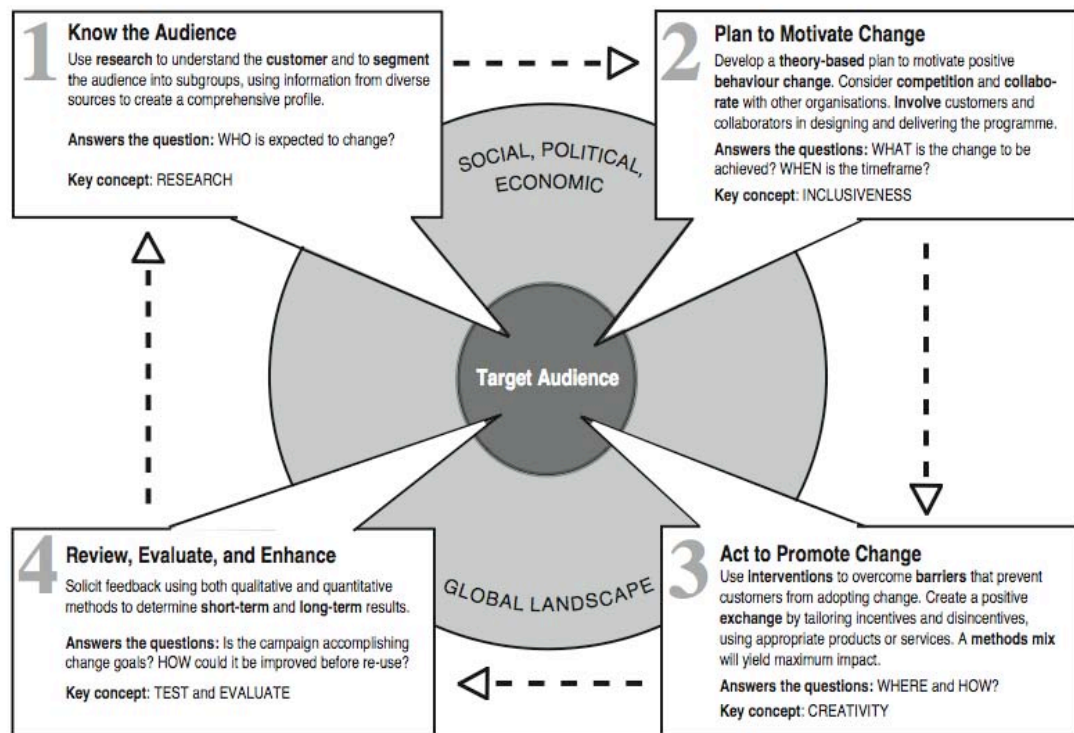 1
Know the Audience
Use research to understand the customer and to segment
the audience into subgroups, using information from diverse
sources to create a comprehensive profile.
Answers the question: WHO is expected to change?
Key concept: RESEARCH
2
Plan to Motivate Change
Develop a theory-based plan to motivate positive
behaviour change. Consider competition and collabo-
rate with other organisations. Involve customers and
collaborators in designing and delivering the programme.
Answers the questions: WHAT is the change to be
achieved? WHEN is the timeframe?
Key concept: INCLUSIVENESS
SOCIAL, POLITICAL,
ECONOMIC
Target Audience
GLOBAL LANDSCAPE
3
Act to Promote Change
Use interventions to overcome barriers that prevent
customers from adopting change. Create a positive
exchange by tailoring incentives and disincentives,
using appropriate products or services. A methods mix
will yield maximum impact.
Answers the questions: WHERE and HOW?
Key concept: CREATIVITY
4
Review, Evaluate, and Enhance
Solicit feedback using both qualitative and quantitative
methods to determine short-term and long-term results.
Answers the questions: Is the campaign accomplishing
change goals? HOW could it be improved before re-use?
Key concept: TEST and EVALUATE